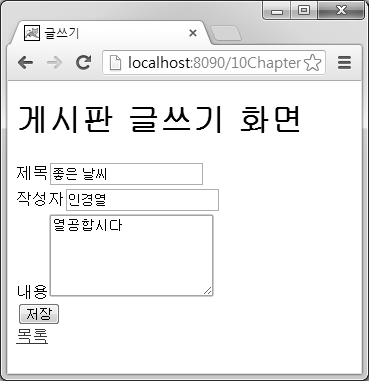 글쓰기
localhost:8090/10Chapter
게시판 글쓰기 화면
제목 좋은 날씨
작성자 인경열
열공합시다
내용
저장
목록